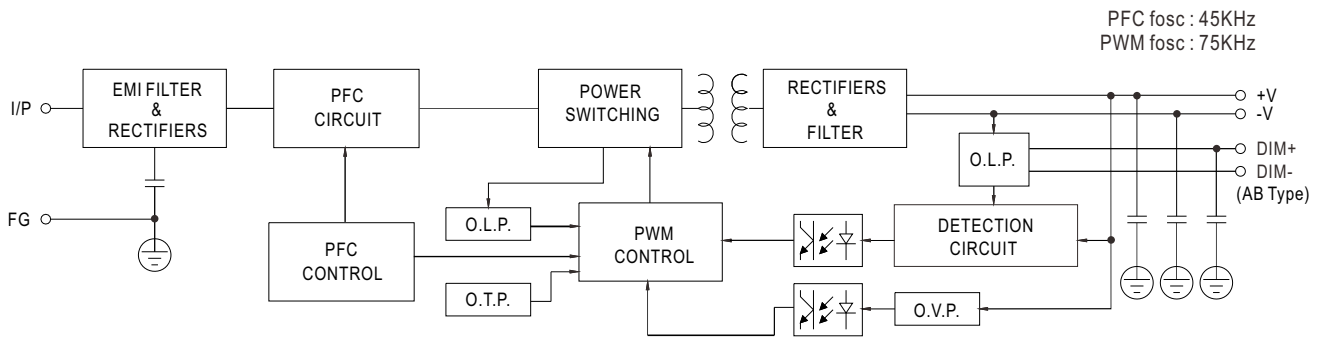 PFC fosc : 45KHz
PWM fosc : 75KHz
I/P
EMI FILTER
&
RECTIFIERS
PFC
CIRCUIT
POWER
SWITCHING
RECTIFIERS
&
FILTER
+V
-V
O.L.P.
DIM+
DIM-
(AB Type)
FG
O.L.P.
PFC
CONTROL
PWM
CONTROL
DETECTION
CIRCUIT
O.T.P.
O.V.P.